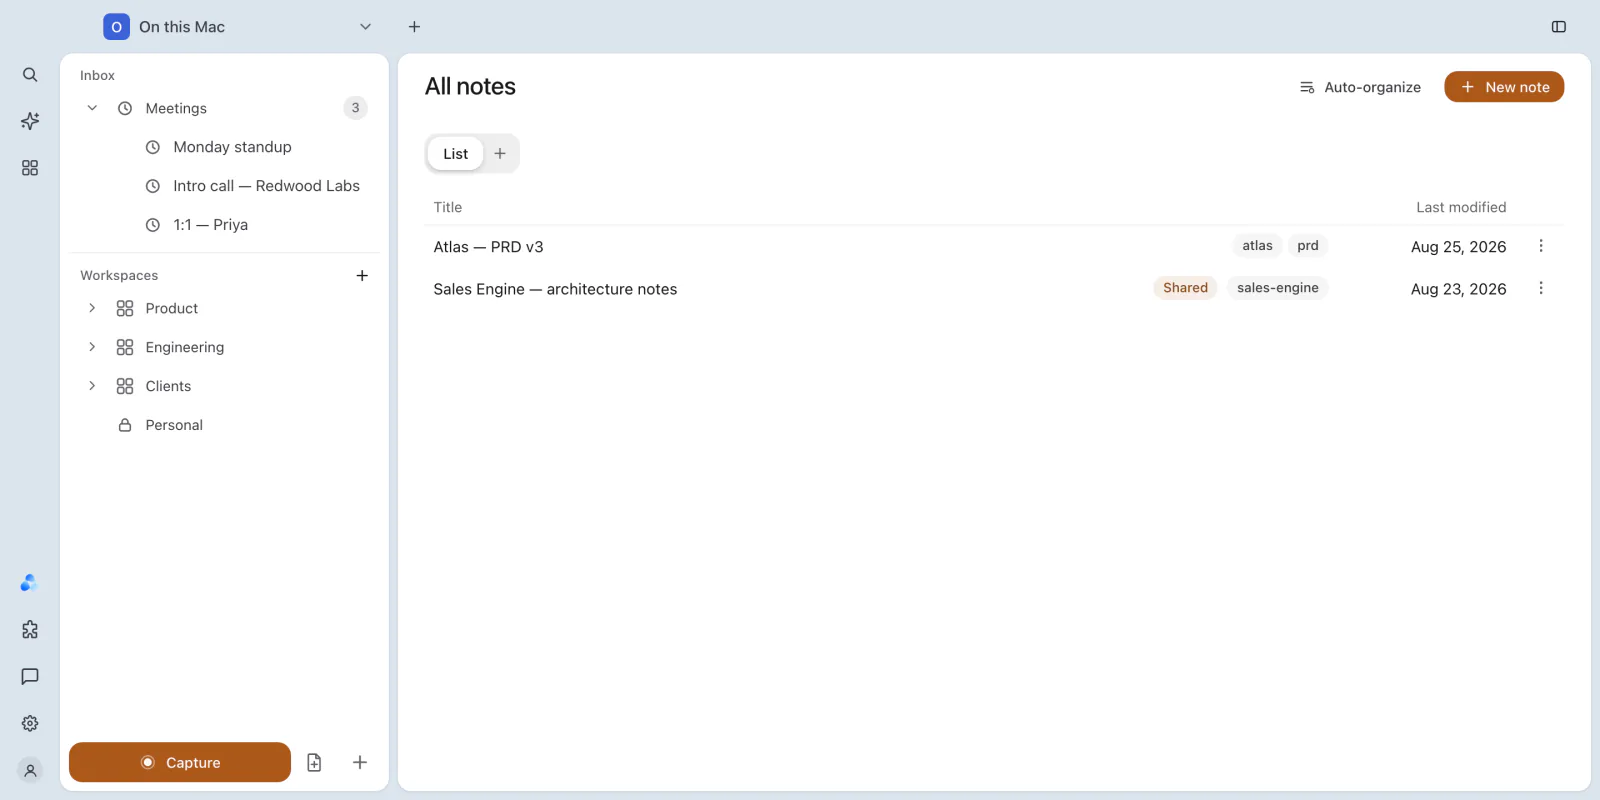 O On this Mac
Inbox
Meetings 3
Monday standup
Intro call — Redwood Labs
1:1 — Priya
Workspaces
Product
Engineering
Clients
Personal
Capture
All notes
Auto-organize
New note
List
Title Last modified
Atlas — PRD v3 atlas prd Aug 25, 2026
Sales Engine — architecture notes Shared sales-engine Aug 23, 2026